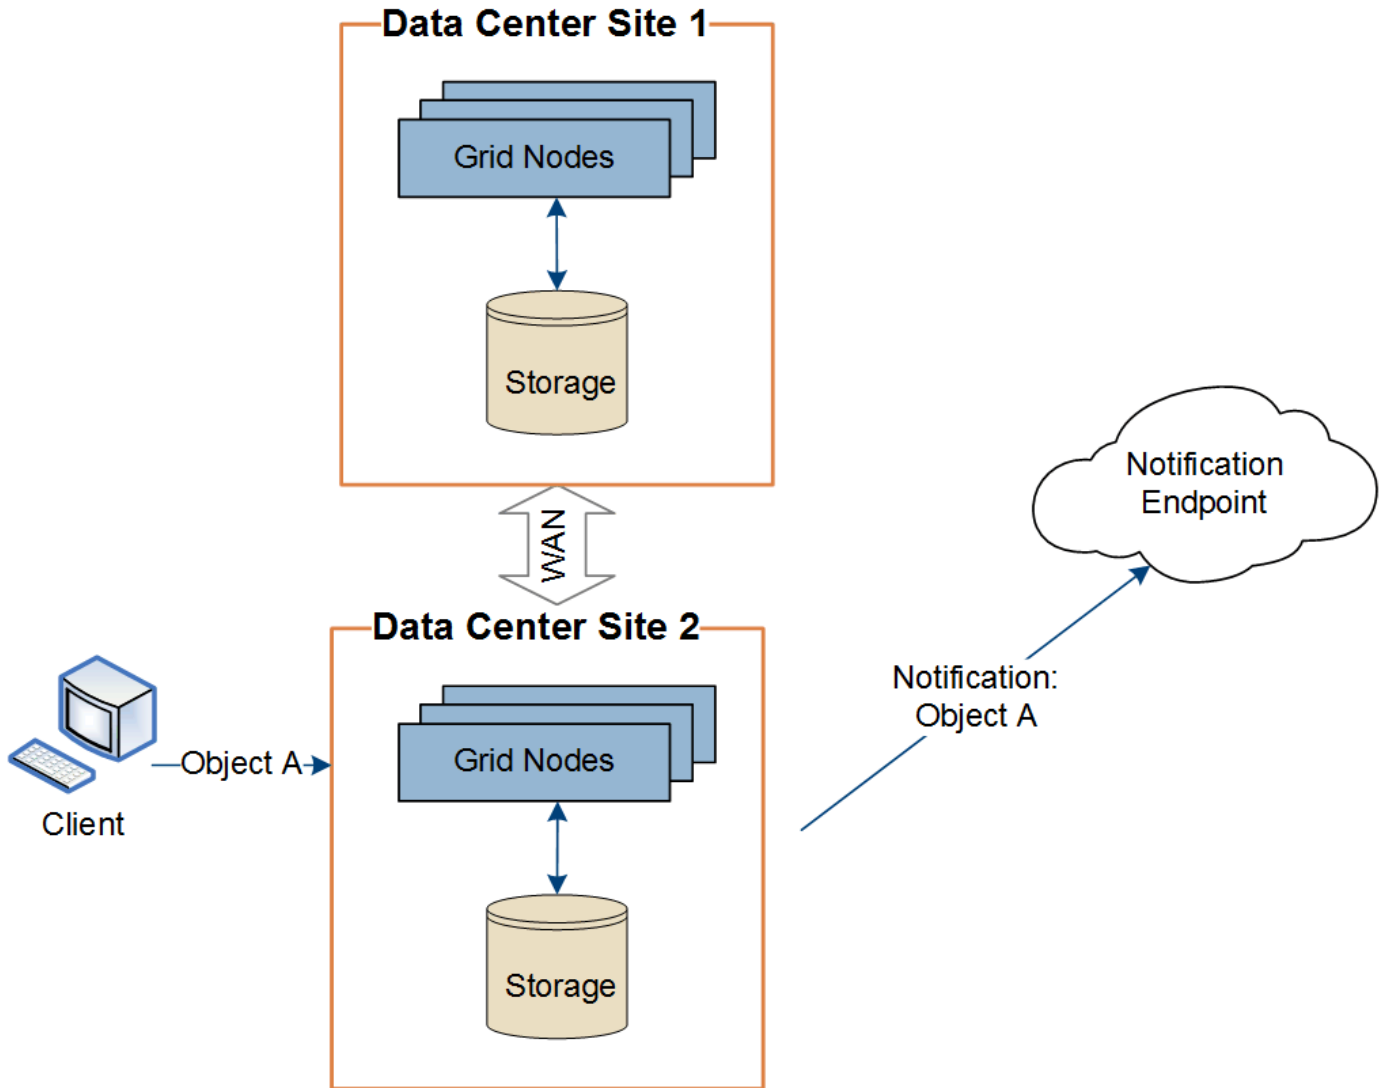 Data Center Site 1
Grid Nodes
Storage
WAN
Notification
Endpoint
Data Center Site 2
Notification:
Object A
Grid Nodes
Object A
Client
Storage